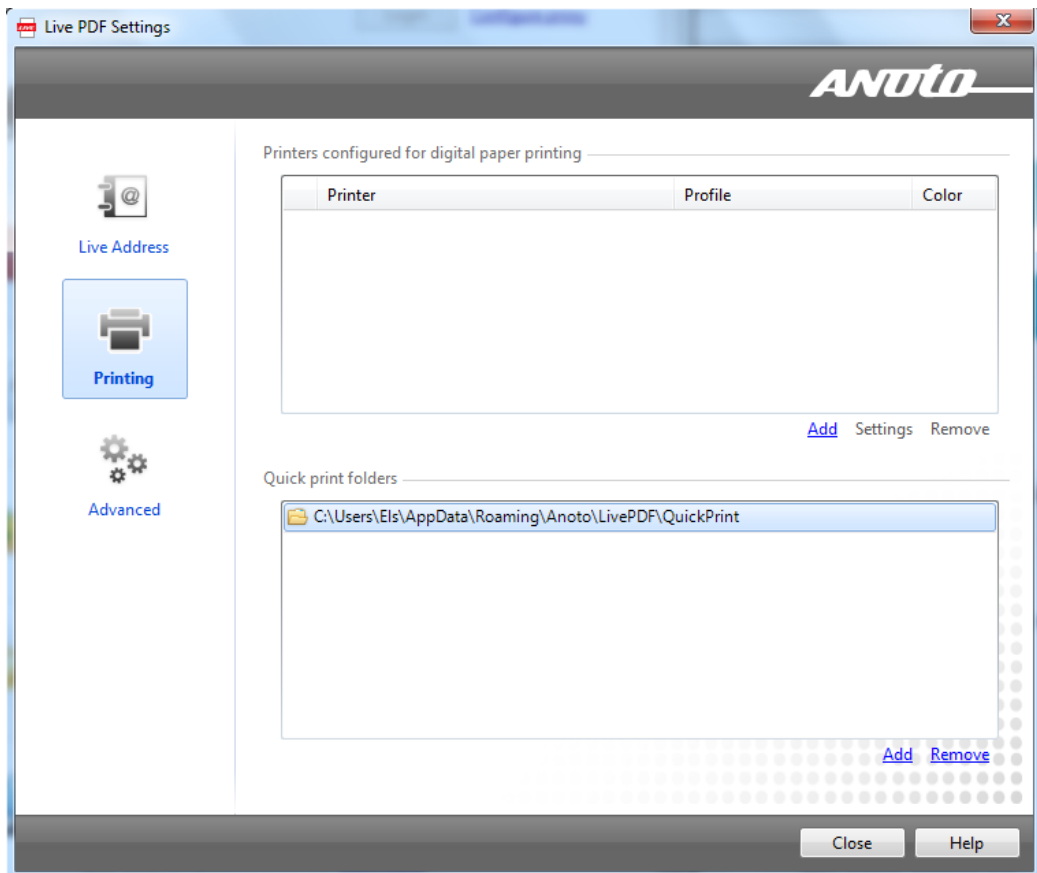 Live PDF Settings
ANOTO
Printers configured for digital paper printing
Printer Profile Color
Live Address
Printing
Add Settings Remove
Quick print folders
Advanced
C:\Users\Els\AppData\Roaming\Anoto\LivePDF\QuickPrint
Add Remove
Close Help